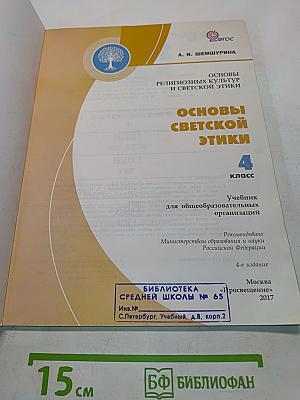 ФГОС
А. И. ШЕМШУРИНА
ОСНОВЫ
РЕЛИГИОЗНЫХ КУЛЬТУР
И СВЕТСКОЙ ЭТИКИ
ОСНОВЫ
СВЕТСКОЙ
ЭТИКИ
4
КЛАСС
Учебник
для общеобразовательных
организаций
Рекомендовано
Министерством образования и науки
Российской Федерации
4-е издание
Москва
«Просвещение»
2017
БИБЛИОТЕКА
СРЕДНЕЙ ШКОЛЫ № 65
Инв.№
С.Петербург, Учебный, д.8, корп.2
15 см
БФ БИБЛИОФАН